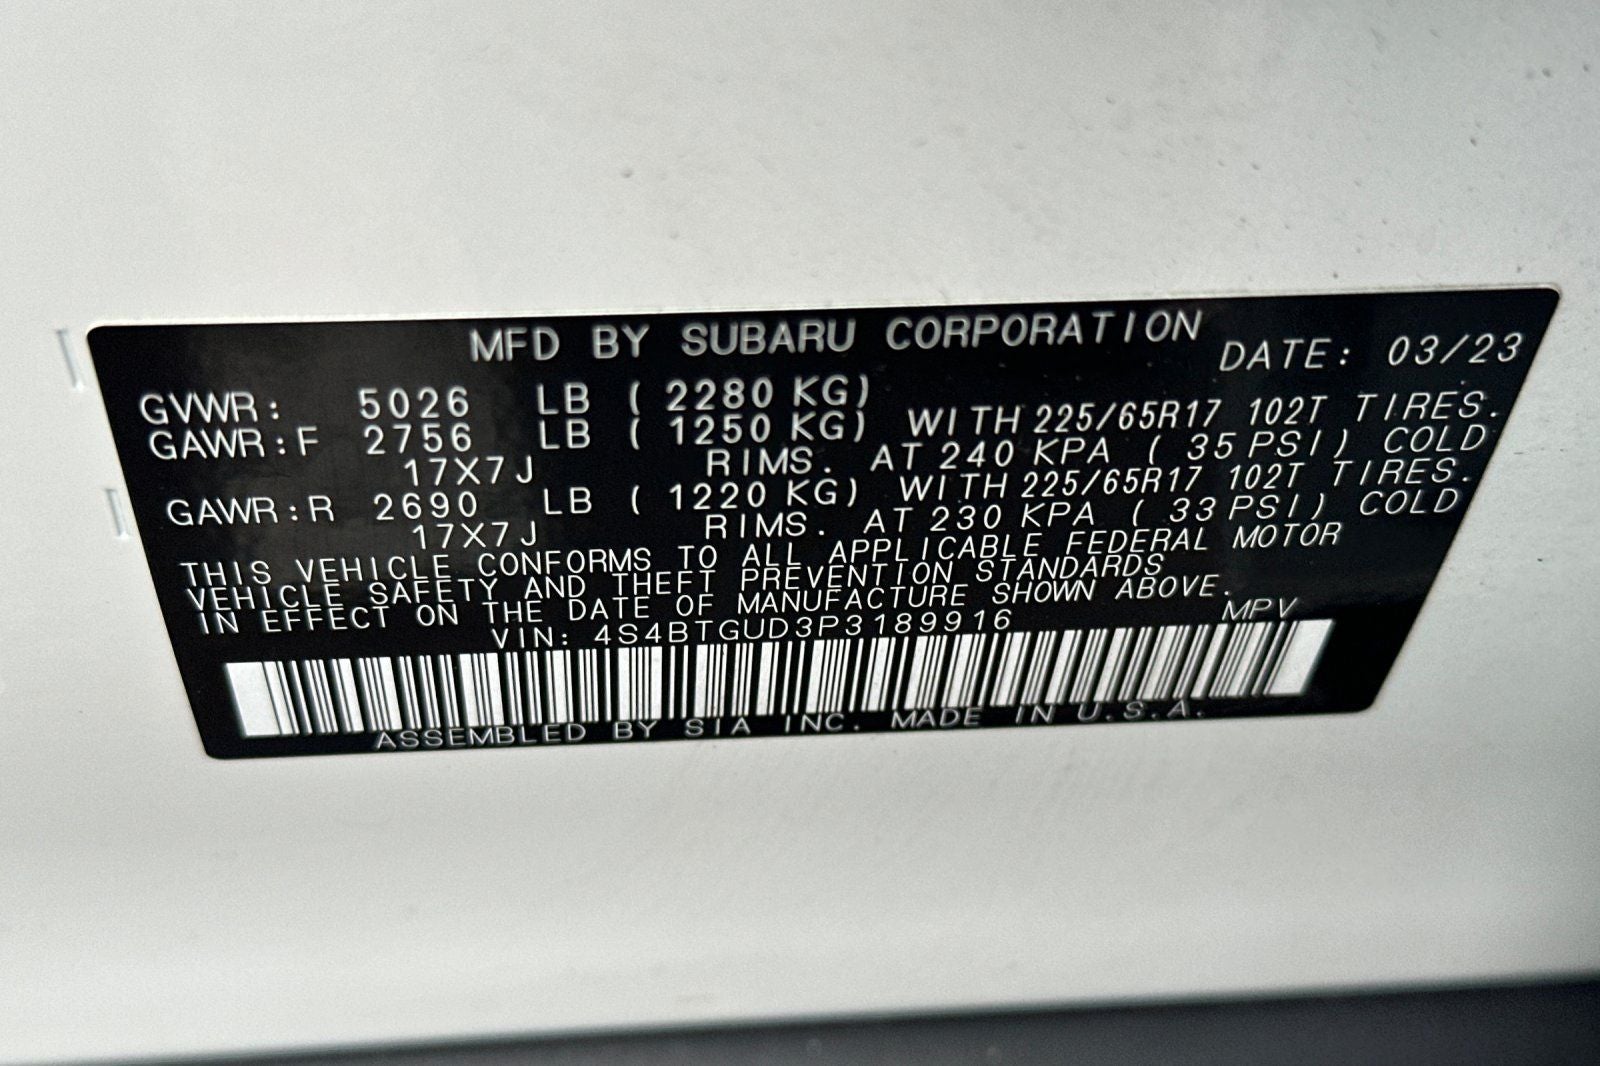 MFD BY SUBARU CORPORATION DATE: 03/23
GVWR: 5026 LB ( 2280 KG)
GAWR:F 2756 LB ( 1250 KG) WITH 225/65R17 102T TIRES.
17X7J RIMS. AT 240 KPA ( 35 PSI) COLD
GAWR:R 2690 LB ( 1220 KG) WITH 225/65R17 102T TIRES.
17X7J RIMS. AT 230 KPA ( 33 PSI) COLD
THIS VEHICLE CONFORMS TO ALL APPLICABLE FEDERAL MOTOR
VEHICLE SAFETY AND THEFT PREVENTION STANDARDS
IN EFFECT ON THE DATE OF MANUFACTURE SHOWN ABOVE.
VIN: 4S4BTGUD3P3189916 MPV
ASSEMBLED BY SIA INC. MADE IN U.S.A.